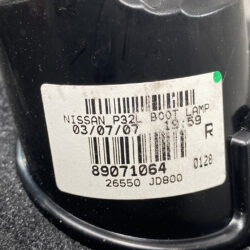 NISSAN P32L BOOT LAMP
03/07/07 19:59
R
89071064
0128
26550 JD800